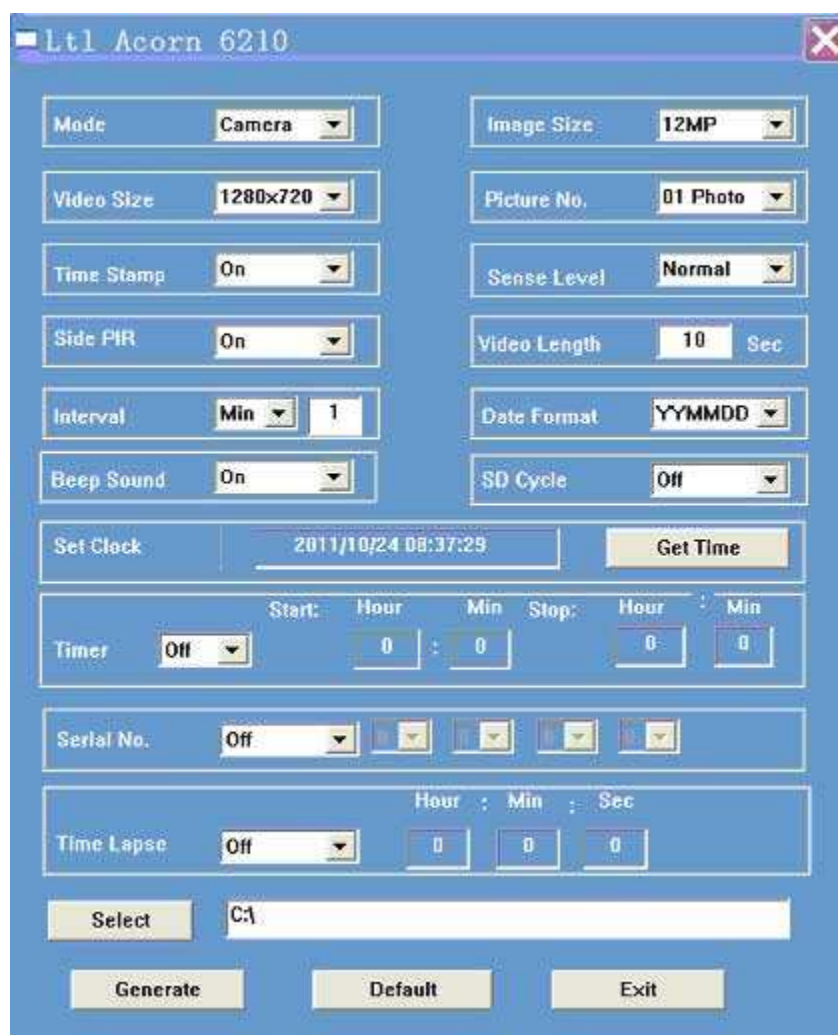 Ltl Acorn 6210
Mode Camera Image Size 12MP
Video Size 1280x720 Picture No. 01 Photo
Time Stamp On Sense Level Normal
Side PIR On Video Length 10 Sec
Interval Min 1 Date Format YYMMDD
Beep Sound On SD Cycle Off
Set Clock 2011/10/24 08:37:29 Get Time
Start: Hour Min Stop: Hour : Min
Timer Off 0 : 0 0 0
Serial No. Off
Hour : Min : Sec
Time Lapse Off 0 0 0
Select C:\
Generate Default Exit